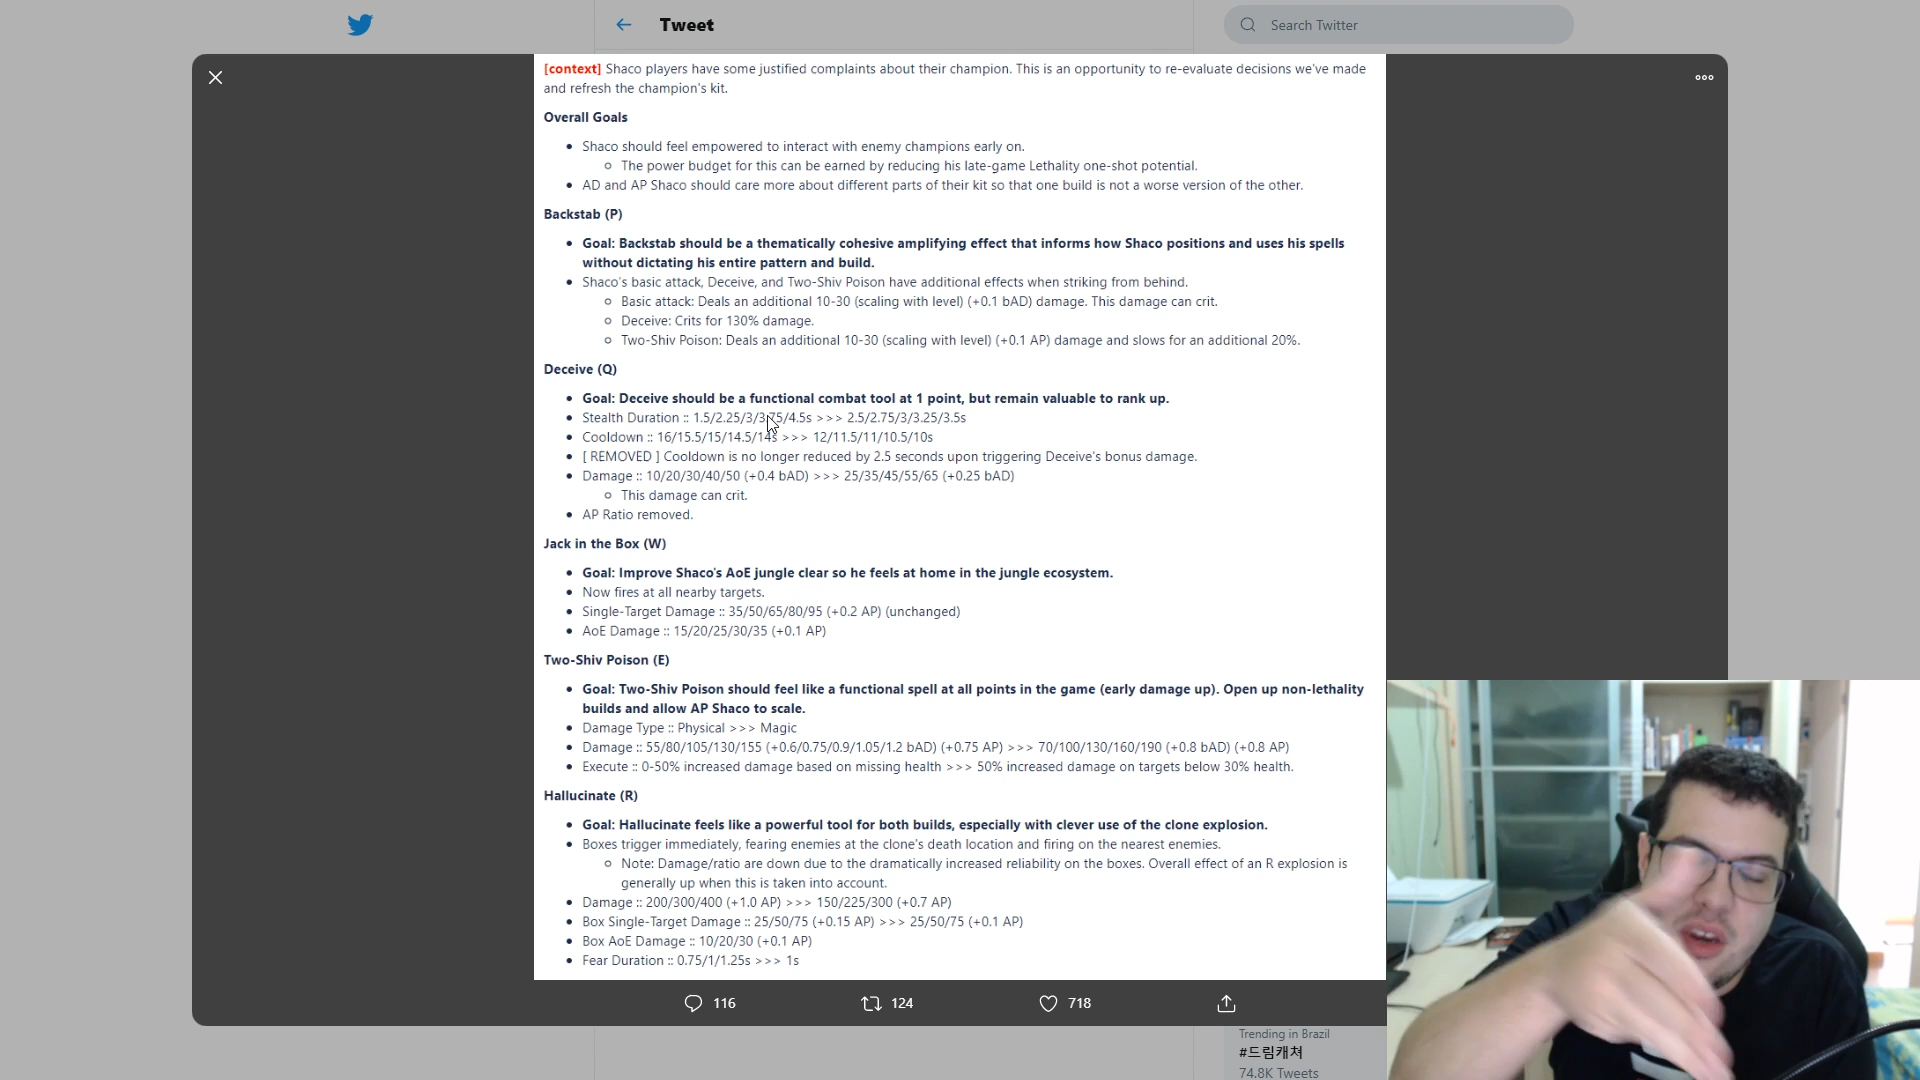 Tweet
Search Twitter
[context] Shaco players have some justified complaints about their champion. This is an opportunity to re-evaluate decisions we've made
and refresh the champion's kit.
Overall Goals
• Shaco should feel empowered to interact with enemy champions early on.
○ The power budget for this can be earned by reducing his late-game Lethality one-shot potential.
• AD and AP Shaco should care more about different parts of their kit so that one build is not a worse version of the other.
Backstab (P)
• Goal: Backstab should be a thematically cohesive amplifying effect that informs how Shaco positions and uses his spells
without dictating his entire pattern and build.
• Shaco's basic attack, Deceive, and Two-Shiv Poison have additional effects when striking from behind.
○ Basic attack: Deals an additional 10-30 (scaling with level) (+0.1 bAD) damage. This damage can crit.
○ Deceive: Crits for 130% damage.
○ Two-Shiv Poison: Deals an additional 10-30 (scaling with level) (+0.1 AP) damage and slows for an additional 20%.
Deceive (Q)
• Goal: Deceive should be a functional combat tool at 1 point, but remain valuable to rank up.
• Stealth Duration :: 1.5/2.25/3/3.75/4.5s >>> 2.5/2.75/3/3.25/3.5s
• Cooldown :: 16/15.5/15/14.5/14s >>> 12/11.5/11/10.5/10s
• [ REMOVED ] Cooldown is no longer reduced by 2.5 seconds upon triggering Deceive's bonus damage.
• Damage :: 10/20/30/40/50 (+0.4 bAD) >>> 25/35/45/55/65 (+0.25 bAD)
○ This damage can crit.
• AP Ratio removed.
Jack in the Box (W)
• Goal: Improve Shaco's AoE jungle clear so he feels at home in the jungle ecosystem.
• Now fires at all nearby targets.
• Single-Target Damage :: 35/50/65/80/95 (+0.2 AP) (unchanged)
• AoE Damage :: 15/20/25/30/35 (+0.1 AP)
Two-Shiv Poison (E)
• Goal: Two-Shiv Poison should feel like a functional spell at all points in the game (early damage up). Open up non-lethality
builds and allow AP Shaco to scale.
• Damage Type :: Physical >>> Magic
• Damage :: 55/80/105/130/155 (+0.6/0.75/0.9/1.05/1.2 bAD) (+0.75 AP) >>> 70/100/130/160/190 (+0.8 bAD) (+0.8 AP)
• Execute :: 0-50% increased damage based on missing health >>> 50% increased damage on targets below 30% health.
Hallucinate (R)
• Goal: Hallucinate feels like a powerful tool for both builds, especially with clever use of the clone explosion.
• Boxes trigger immediately, fearing enemies at the clone's death location and firing on the nearest enemies.
○ Note: Damage/ratio are down due to the dramatically increased reliability on the boxes. Overall effect of an R explosion is
generally up when this is taken into account.
• Damage :: 200/300/400 (+1.0 AP) >>> 150/225/300 (+0.7 AP)
• Box Single-Target Damage :: 25/50/75 (+0.15 AP) >>> 25/50/75 (+0.1 AP)
• Box AoE Damage :: 10/20/30 (+0.1 AP)
• Fear Duration :: 0.75/1/1.25s >>> 1s
116
124
718
Trending in Brazil
#드림캐쳐
74.8K Tweets